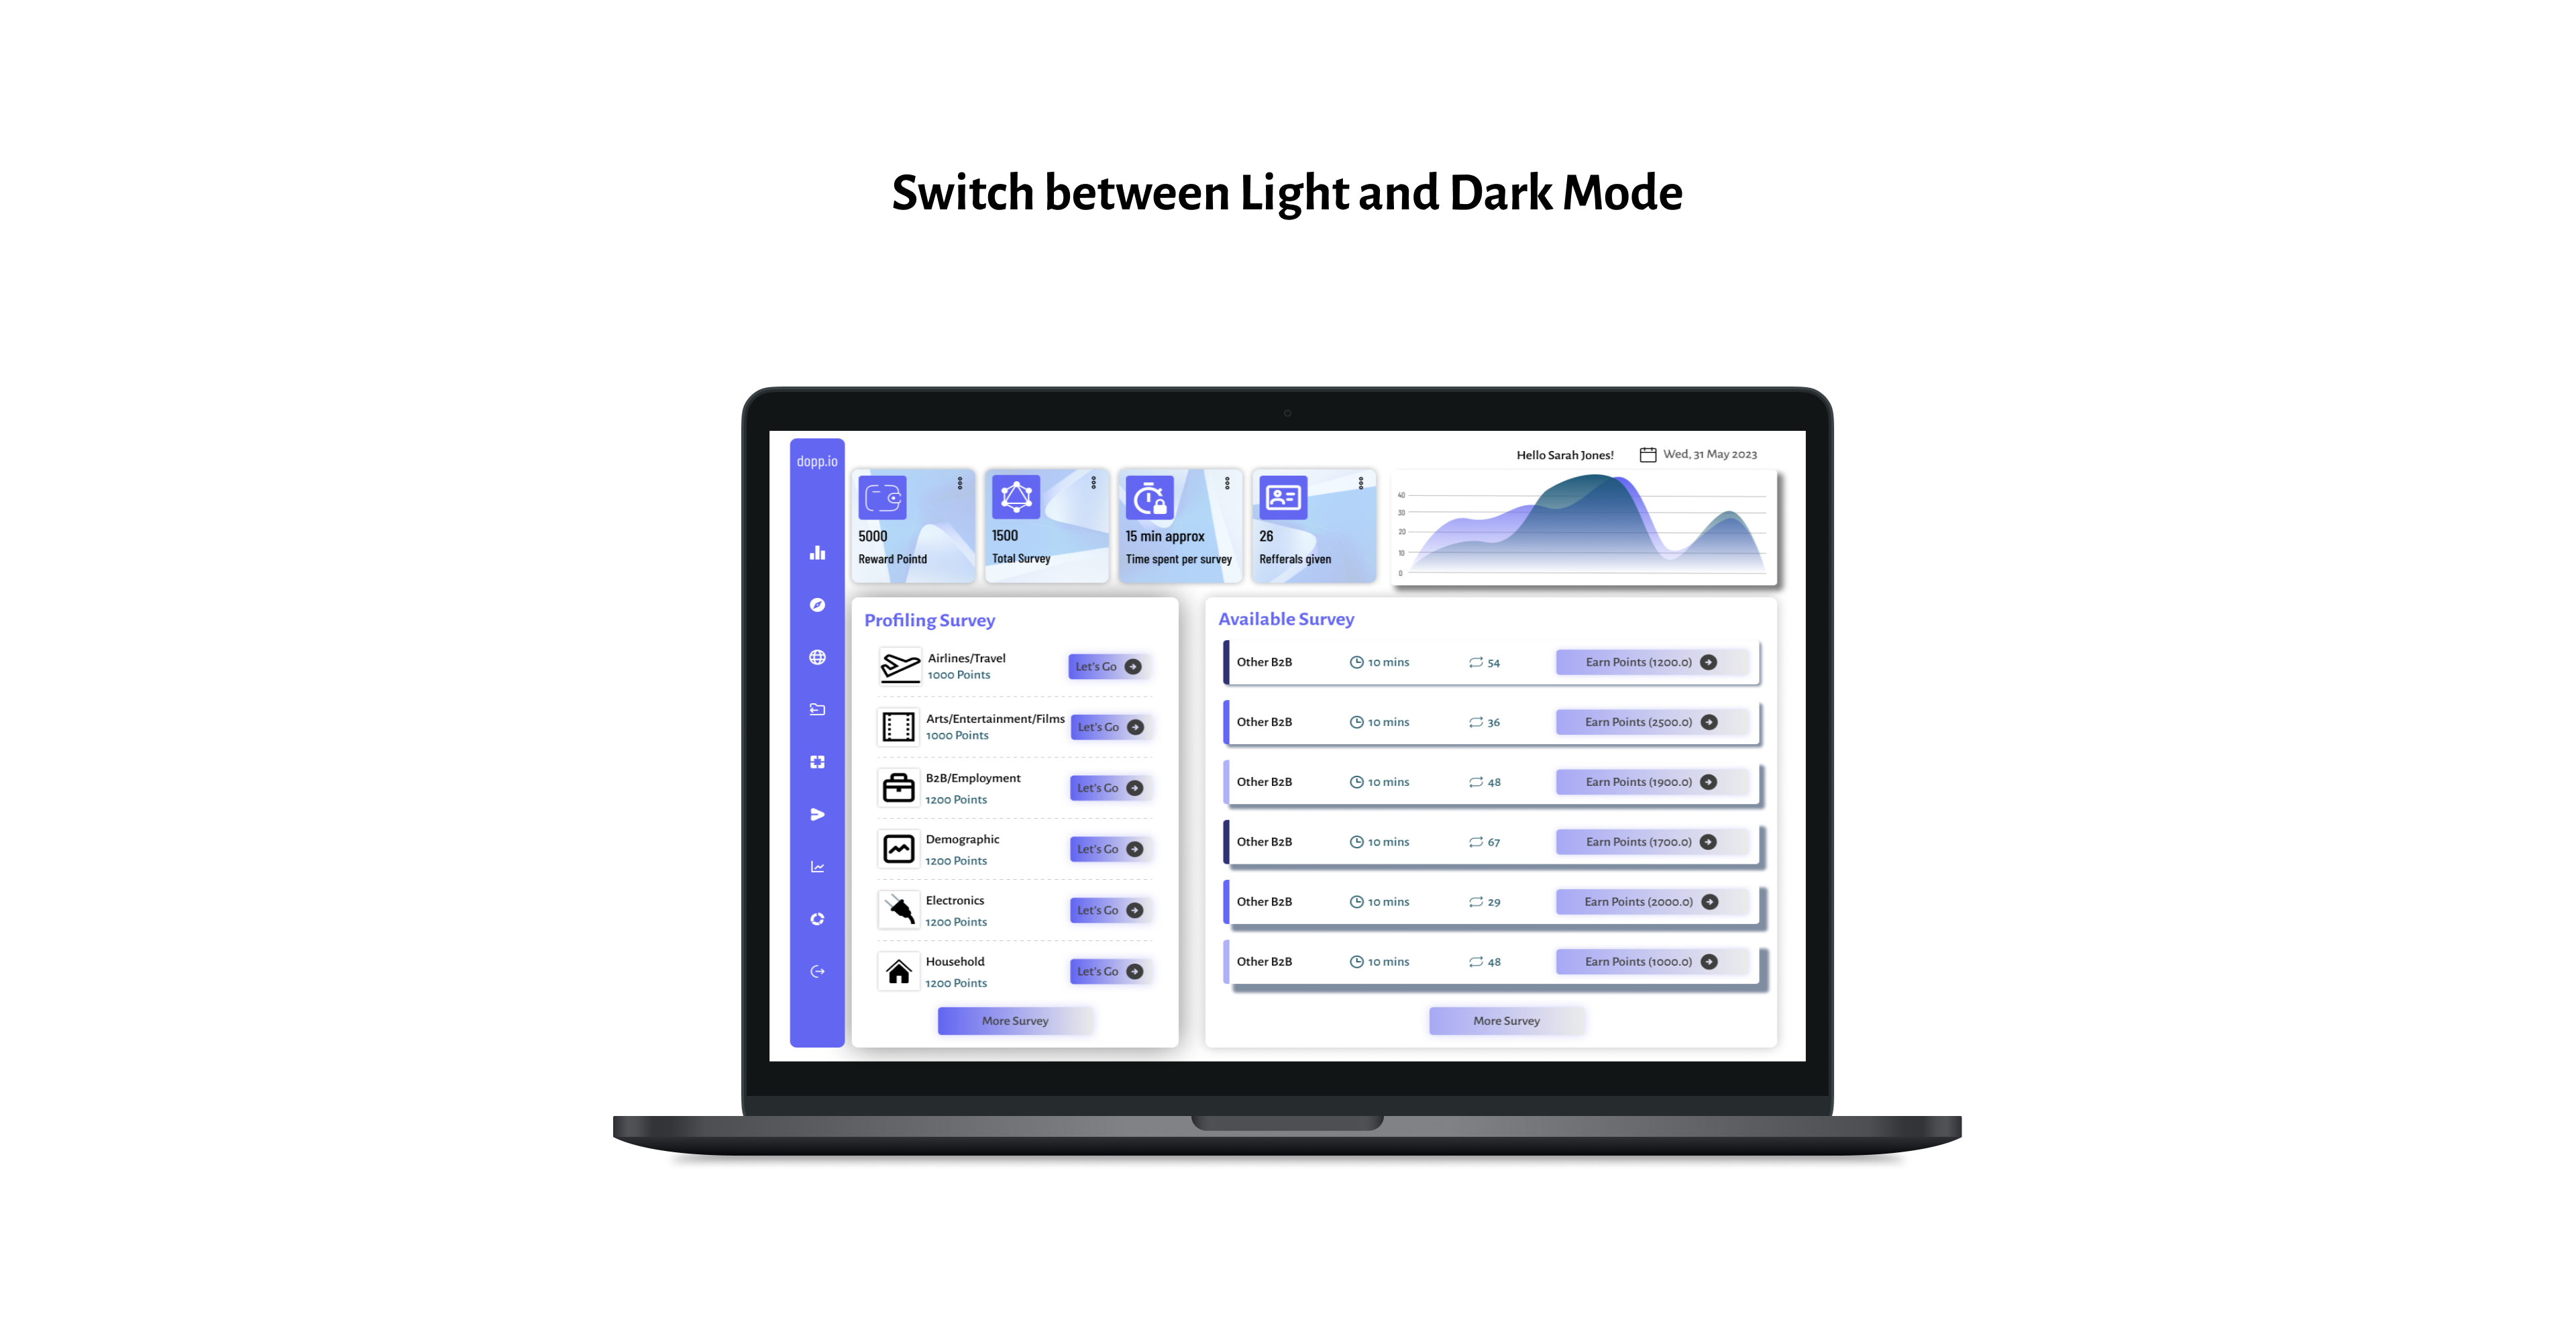 Switch between Light and Dark Mode
dopp.io
Hello Sarah Jones!
Wed, 31 May 2023
5000
Reward Pointd
1500
Total Survey
15 min approx
Time spent per survey
26
Refferals given
40
30
20
10
0
Profiling Survey
Airlines/Travel
1000 Points
Let's Go
Arts/Entertainment/Films
1000 Points
Let's Go
B2B/Employment
1200 Points
Let's Go
Demographic
1200 Points
Let's Go
Electronics
1200 Points
Let's Go
Household
1200 Points
Let's Go
More Survey
Available Survey
Other B2B 10 mins 54 Earn Points (1200.0)
Other B2B 10 mins 36 Earn Points (2500.0)
Other B2B 10 mins 48 Earn Points (1900.0)
Other B2B 10 mins 67 Earn Points (1700.0)
Other B2B 10 mins 29 Earn Points (2000.0)
Other B2B 10 mins 48 Earn Points (1000.0)
More Survey